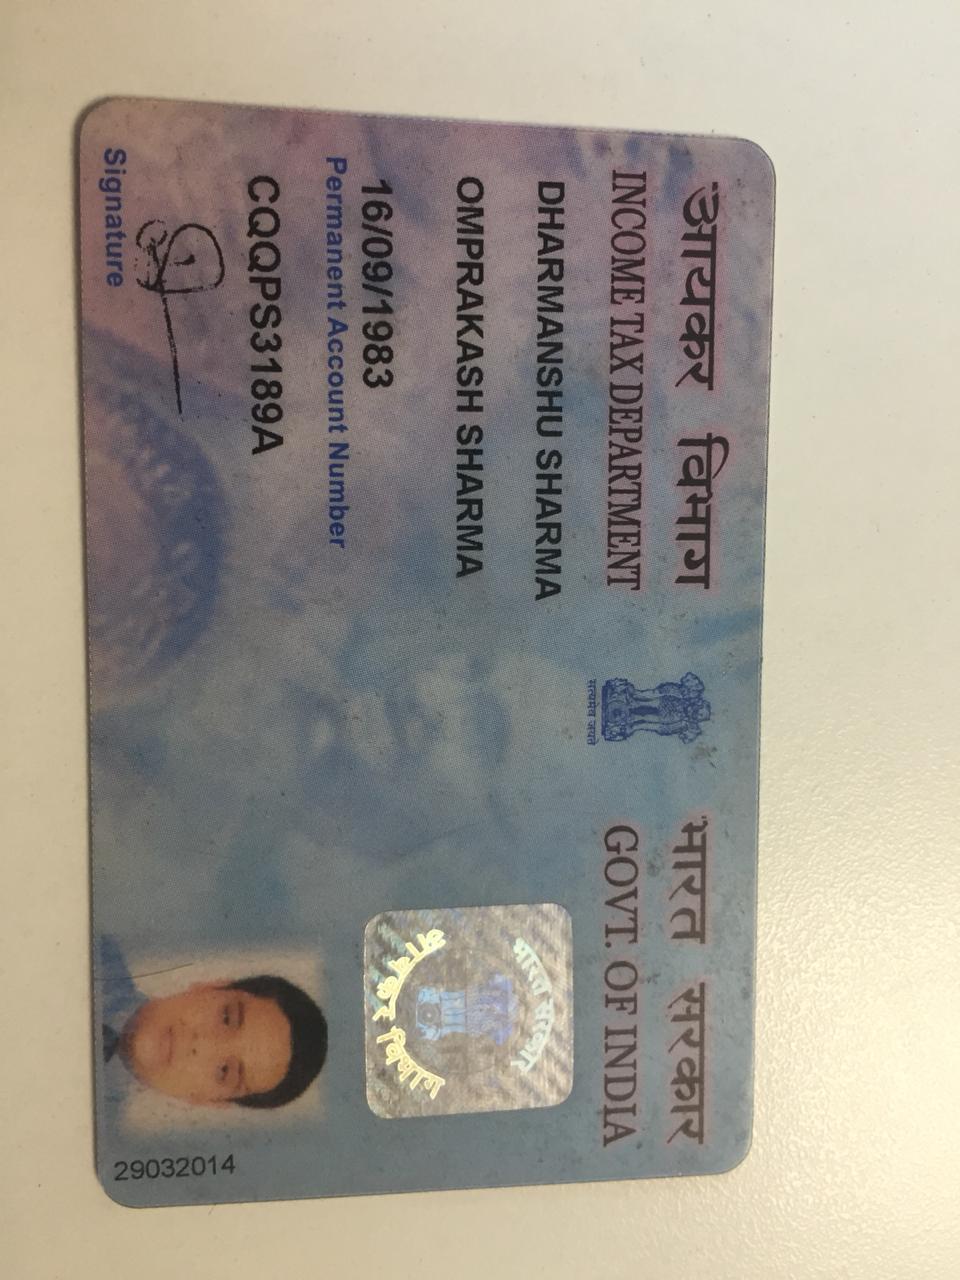 आयकर विभाग
INCOME TAX DEPARTMENT
सत्यमेव जयते
भारत सरकार
GOVT. OF INDIA
DHARMANSHU SHARMA
OMPRAKASH SHARMA
16/09/1983
Permanent Account Number
CQQPS3189A
Signature
भारत सरकार
आयकर विभाग
29032014